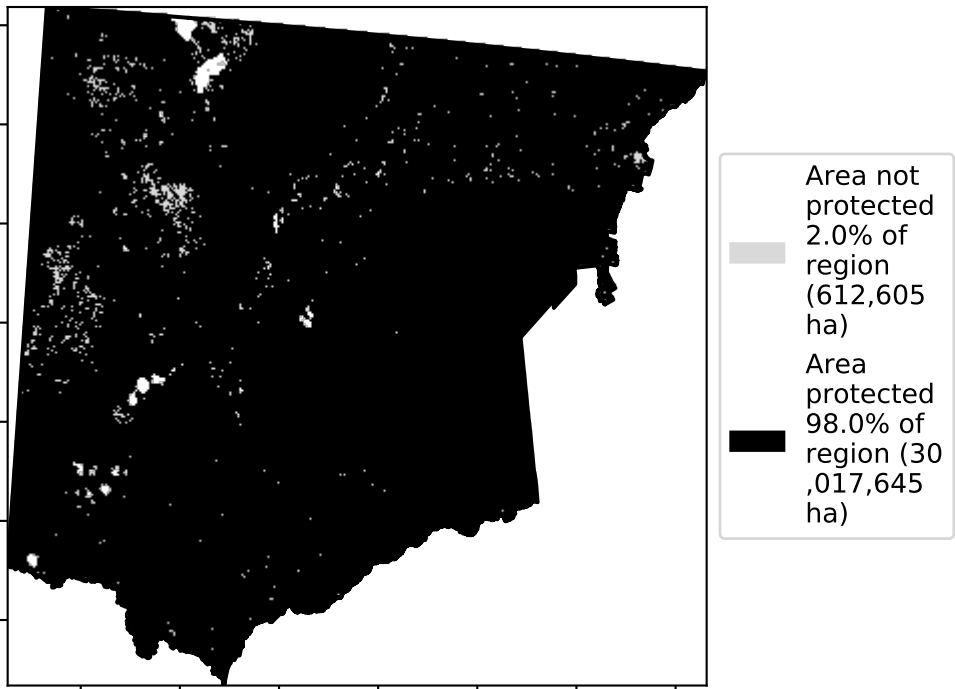 Area not
protected
2.0% of
region
(612,605
ha)
Area
protected
98.0% of
region (30
,017,645
ha)